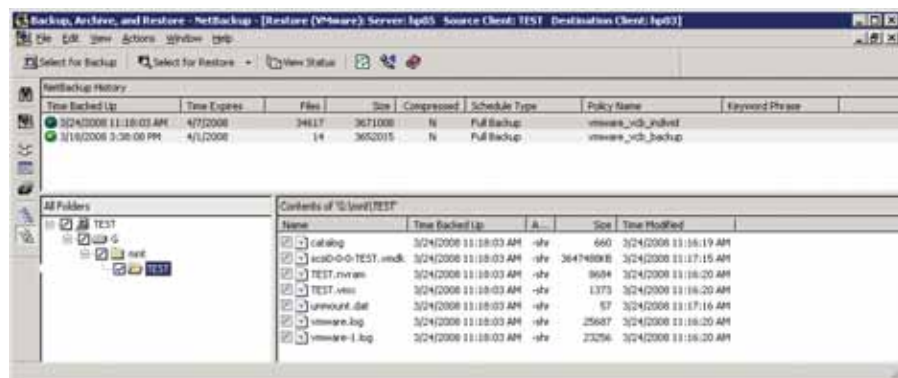 Backup, Archive, and Restore - NetBackup - [Restore (VMware): Server: hp05 Source Client: TEST Destination Client: hp03]
File Edit View Actions Window Help
Select for Backup Select for Restore View Status
NetBackup History
Time Backed Up Time Expires Files Size Compressed Schedule Type Policy Name Keyword Phrase
3/24/2008 11:18:03 AM 4/7/2008 34617 3671008 N Full Backup vmware_vcb_indivol
3/18/2008 3:38:00 PM 4/1/2008 14 3652015 N Full Backup vmware_vcb_backup
All Folders
Contents of 'G:\mnt\TEST'
TEST
G
mnt
TEST
Name Time Backed Up A... Size Time Modified
catalog 3/24/2008 11:18:03 AM -shr 660 3/24/2008 11:16:19 AM
scsi0-0-0-TEST.vmdk 3/24/2008 11:18:03 AM -shr 3647488KB 3/24/2008 11:17:15 AM
TEST.nvram 3/24/2008 11:18:03 AM -shr 8684 3/24/2008 11:16:20 AM
TEST.vmx 3/24/2008 11:18:03 AM -shr 1373 3/24/2008 11:16:20 AM
unmount.dat 3/24/2008 11:18:03 AM -shr 57 3/24/2008 11:17:16 AM
vmware.log 3/24/2008 11:18:03 AM -shr 25687 3/24/2008 11:16:20 AM
vmware-1.log 3/24/2008 11:18:03 AM -shr 23256 3/24/2008 11:16:20 AM